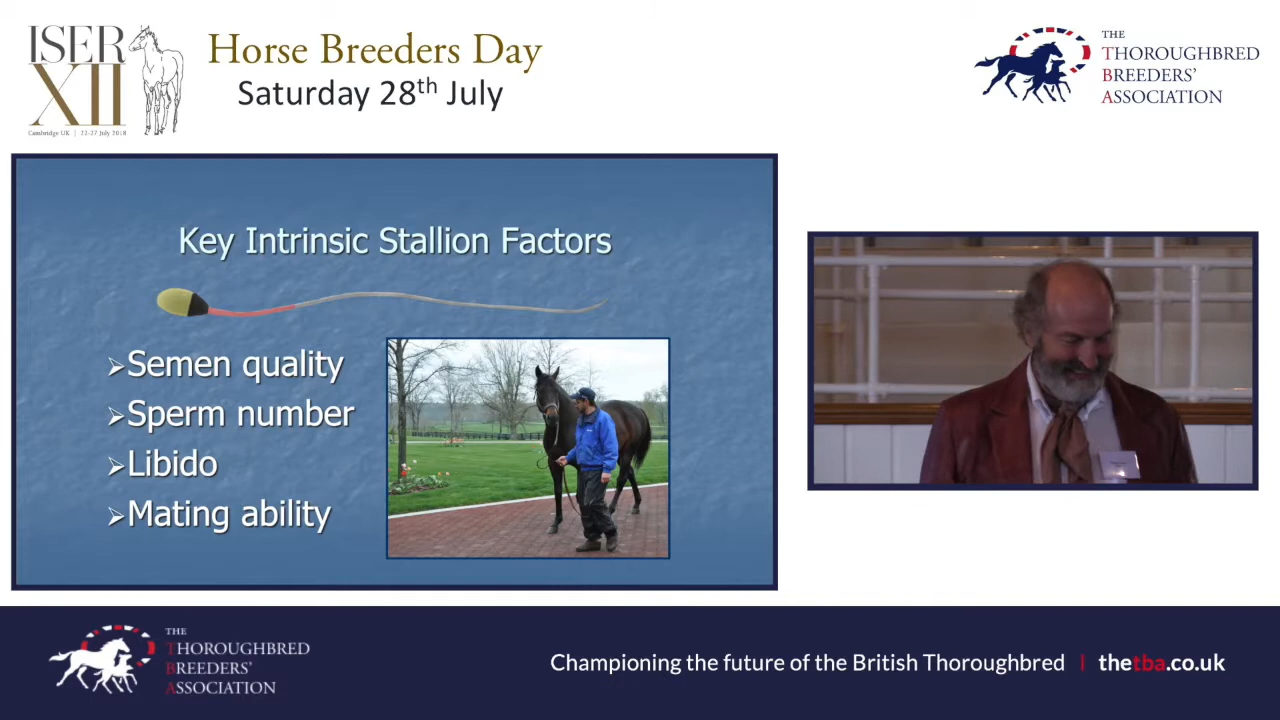 ISER
XII
Cambridge UK | 22-27 July 2018
Horse Breeders Day
Saturday 28th July
THE
THOROUGHBRED
BREEDERS'
ASSOCIATION
Key Intrinsic Stallion Factors
➢Semen quality
➢Sperm number
➢Libido
➢Mating ability
THE
THOROUGHBRED
BREEDERS'
ASSOCIATION
Championing the future of the British Thoroughbred | thetba.co.uk